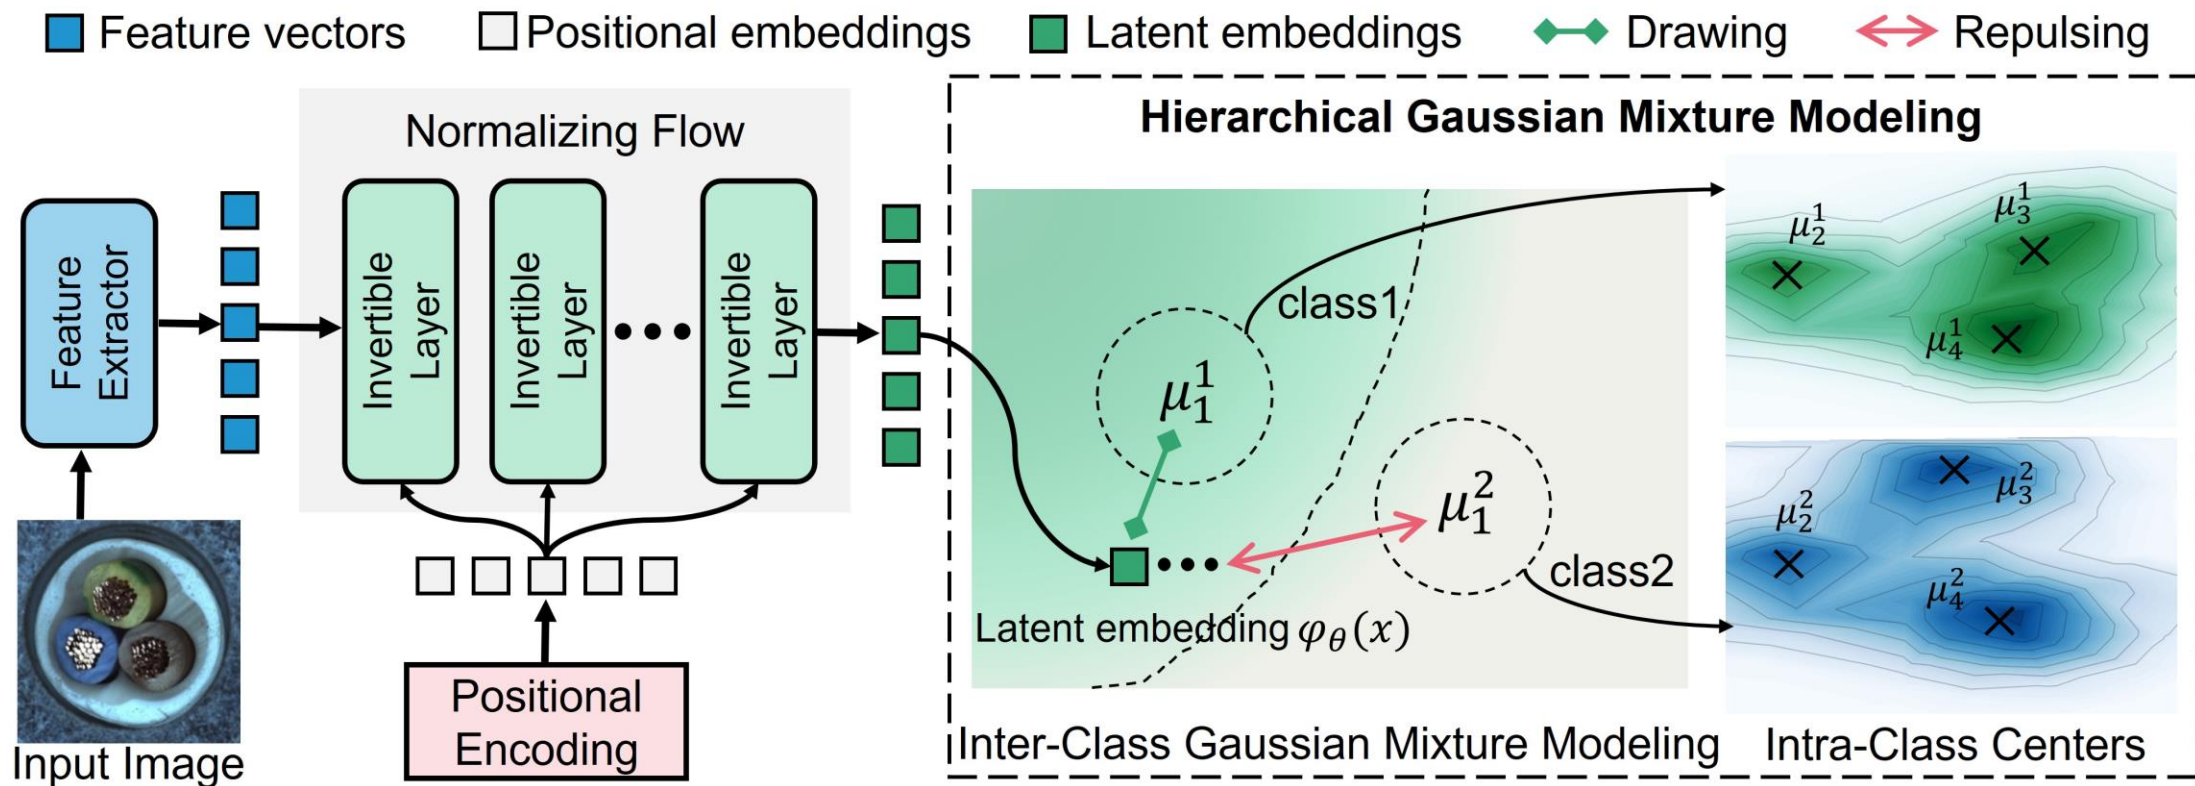 Feature vectors
Positional embeddings
Latent embeddings
Drawing
Repulsing
Normalizing Flow
Hierarchical Gaussian Mixture Modeling
Feature
Extractor
Invertible
Layer
Invertible
Layer
Invertible
Layer
class1
μ₁¹
μ₁²
class2
Latent embedding φ_θ(x)
μ₂¹
μ₃¹
μ₄¹
μ₃²
μ₂²
μ₄²
Positional
Encoding
Input Image
Inter-Class Gaussian Mixture Modeling
Intra-Class Centers